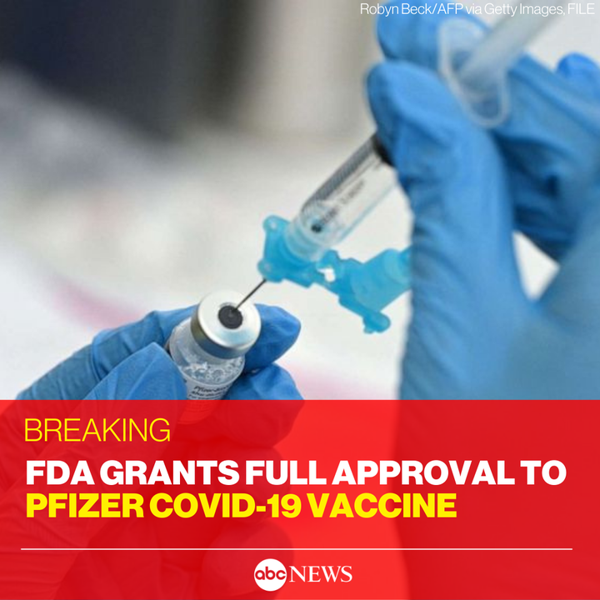 Robyn Beck/AFP via Getty Images, FILE
BREAKING
FDA GRANTS FULL APPROVAL TO
PFIZER COVID-19 VACCINE
abc NEWS